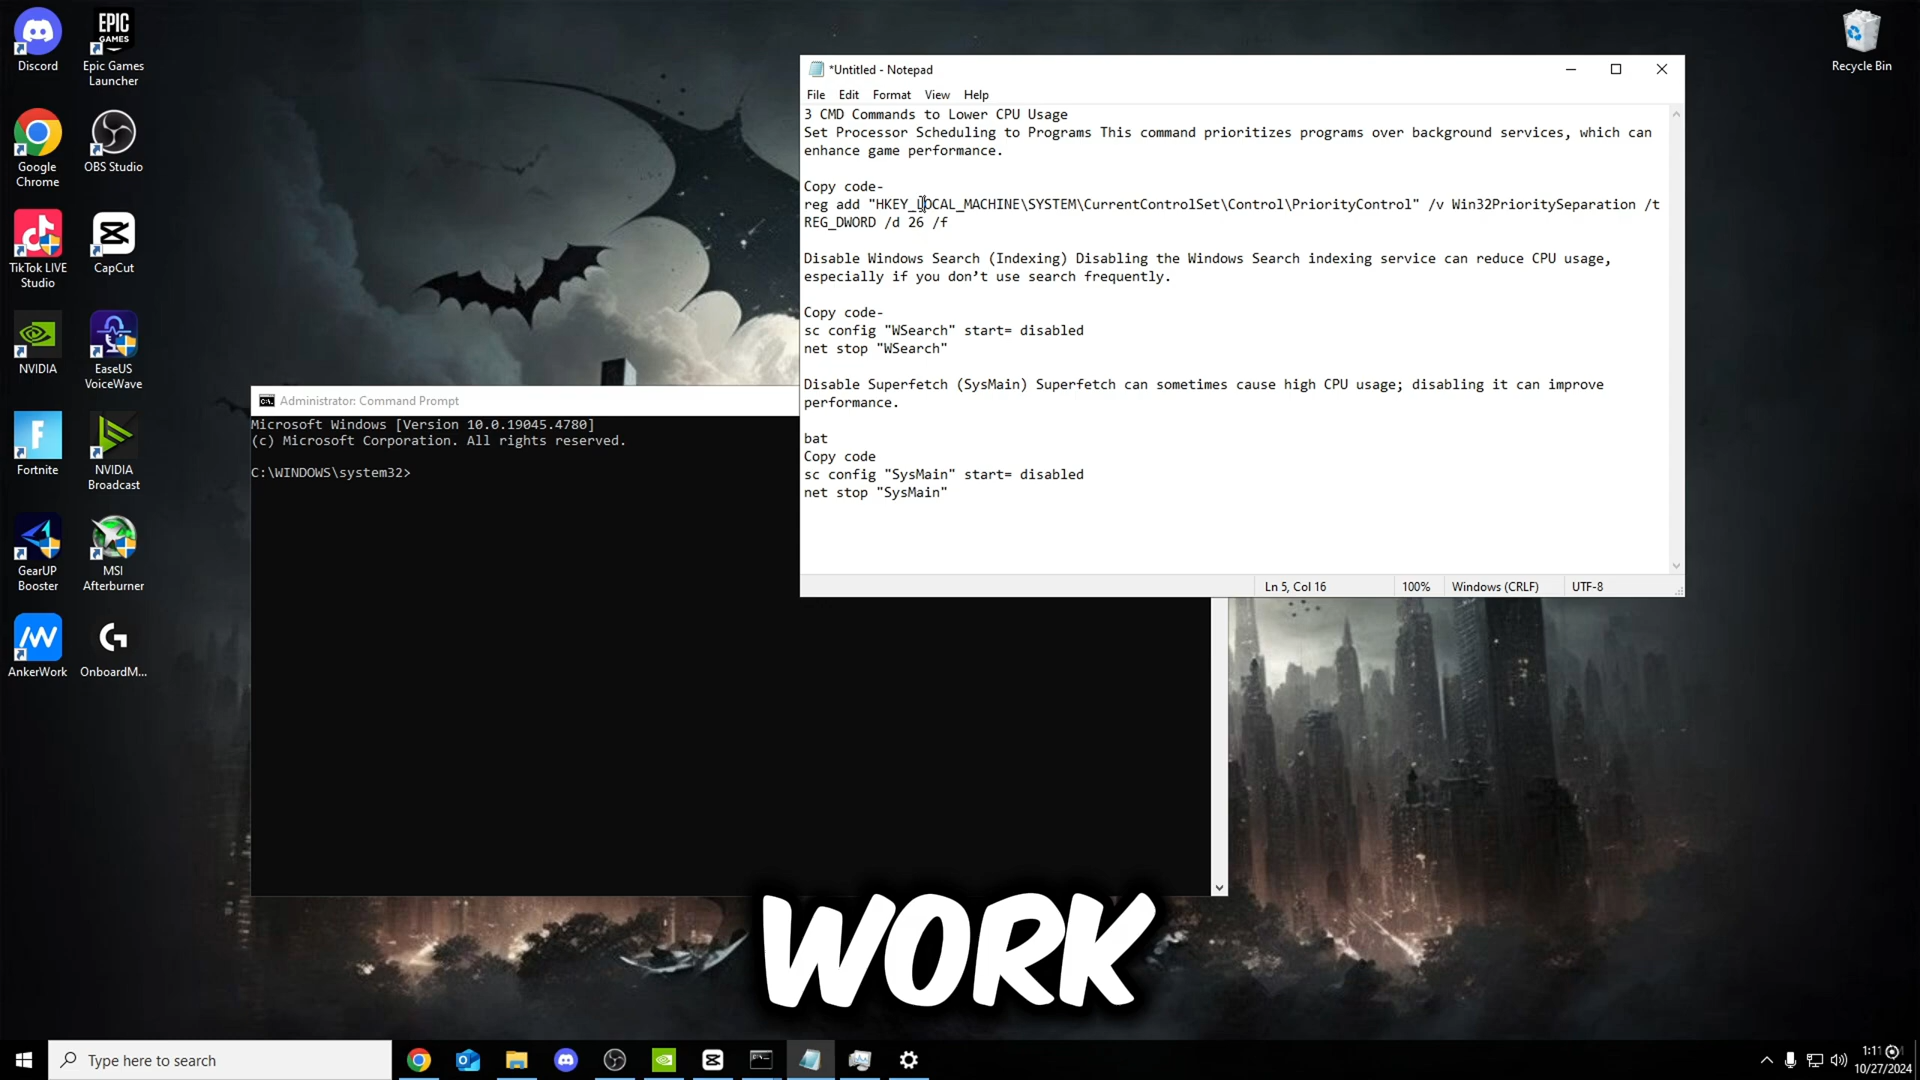 Discord
Epic Games
Launcher
EPIC
GAMES
Google
Chrome
OBS Studio
TikTok LIVE
Studio
CapCut
NVIDIA
EaseUS
VoiceWave
Fortnite
NVIDIA
Broadcast
GearUP
Booster
MSI
Afterburner
AnkerWork
OnboardM...
Recycle Bin
*Untitled - Notepad
File Edit Format View Help
3 CMD Commands to Lower CPU Usage
Set Processor Scheduling to Programs This command prioritizes programs over background services, which can
enhance game performance.
Copy code-
reg add "HKEY_LOCAL_MACHINE\SYSTEM\CurrentControlSet\Control\PriorityControl" /v Win32PrioritySeparation /t
REG_DWORD /d 26 /f
Disable Windows Search (Indexing) Disabling the Windows Search indexing service can reduce CPU usage,
especially if you don’t use search frequently.
Copy code-
sc config "WSearch" start= disabled
net stop "WSearch"
Disable Superfetch (SysMain) Superfetch can sometimes cause high CPU usage; disabling it can improve
performance.
bat
Copy code
sc config "SysMain" start= disabled
net stop "SysMain"
Ln 5, Col 16 100% Windows (CRLF) UTF-8
Administrator: Command Prompt
Microsoft Windows [Version 10.0.19045.4780]
(c) Microsoft Corporation. All rights reserved.
C:\WINDOWS\system32>
WORK
Type here to search
1:11
10/27/2024